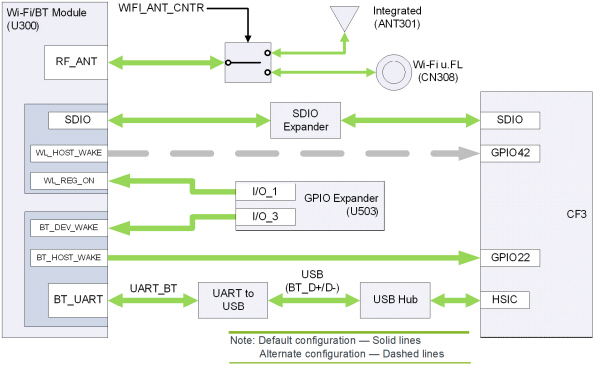 Wi-Fi/BT Module
(U300)
WIFI_ANT_CNTR
Integrated
(ANT301)
RF_ANT
Wi-Fi u.FL
(CN308)
SDIO
SDIO
Expander
SDIO
WL_HOST_WAKE
GPIO42
WL_REG_ON
I/O_1
GPIO Expander
(U503)
I/O_3
CF3
BT_DEV_WAKE
BT_HOST_WAKE
GPIO22
BT_UART
UART_BT
UART to
USB
USB
(BT_D+/D-)
USB Hub
HSIC
Note: Default configuration — Solid lines
Alternate configuration — Dashed lines